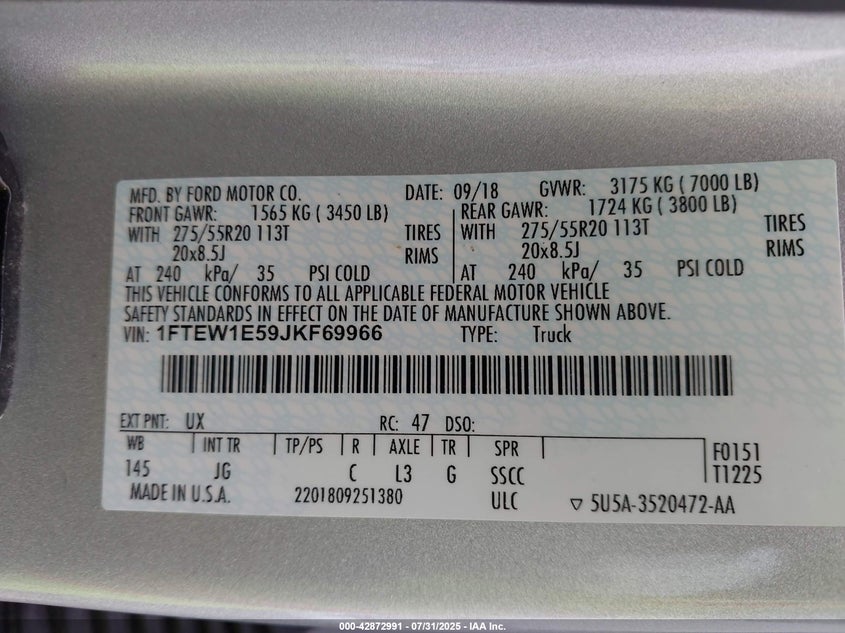 MFD. BY FORD MOTOR CO. DATE: 09/18 GVWR: 3175 KG ( 7000 LB)
FRONT GAWR: 1565 KG ( 3450 LB) REAR GAWR: 1724 KG ( 3800 LB)
WITH 275/55R20 113T TIRES WITH 275/55R20 113T TIRES
20x8.5J RIMS 20x8.5J RIMS
AT 240 kPa/ 35 PSI COLD AT 240 kPa/ 35 PSI COLD
THIS VEHICLE CONFORMS TO ALL APPLICABLE FEDERAL MOTOR VEHICLE
SAFETY STANDARDS IN EFFECT ON THE DATE OF MANUFACTURE SHOWN ABOVE.
VIN: 1FTEW1E59JKF69966 TYPE: Truck
EXT PNT: UX RC: 47 DSO:
WB INT TR TP/PS R AXLE TR SPR F0151
145 JG C L3 G SSCC T1225
MADE IN U.S.A. 2201809251380 ULC ▽ 5U5A-3520472-AA
000-42872991 - 07/31/2025 - IAA Inc.